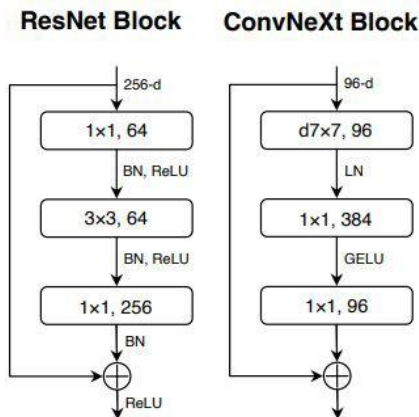 ResNet Block
256-d
1×1, 64
BN, ReLU
3×3, 64
BN, ReLU
1×1, 256
BN
ReLU
ConvNeXt Block
96-d
d7×7, 96
LN
1×1, 384
GELU
1×1, 96